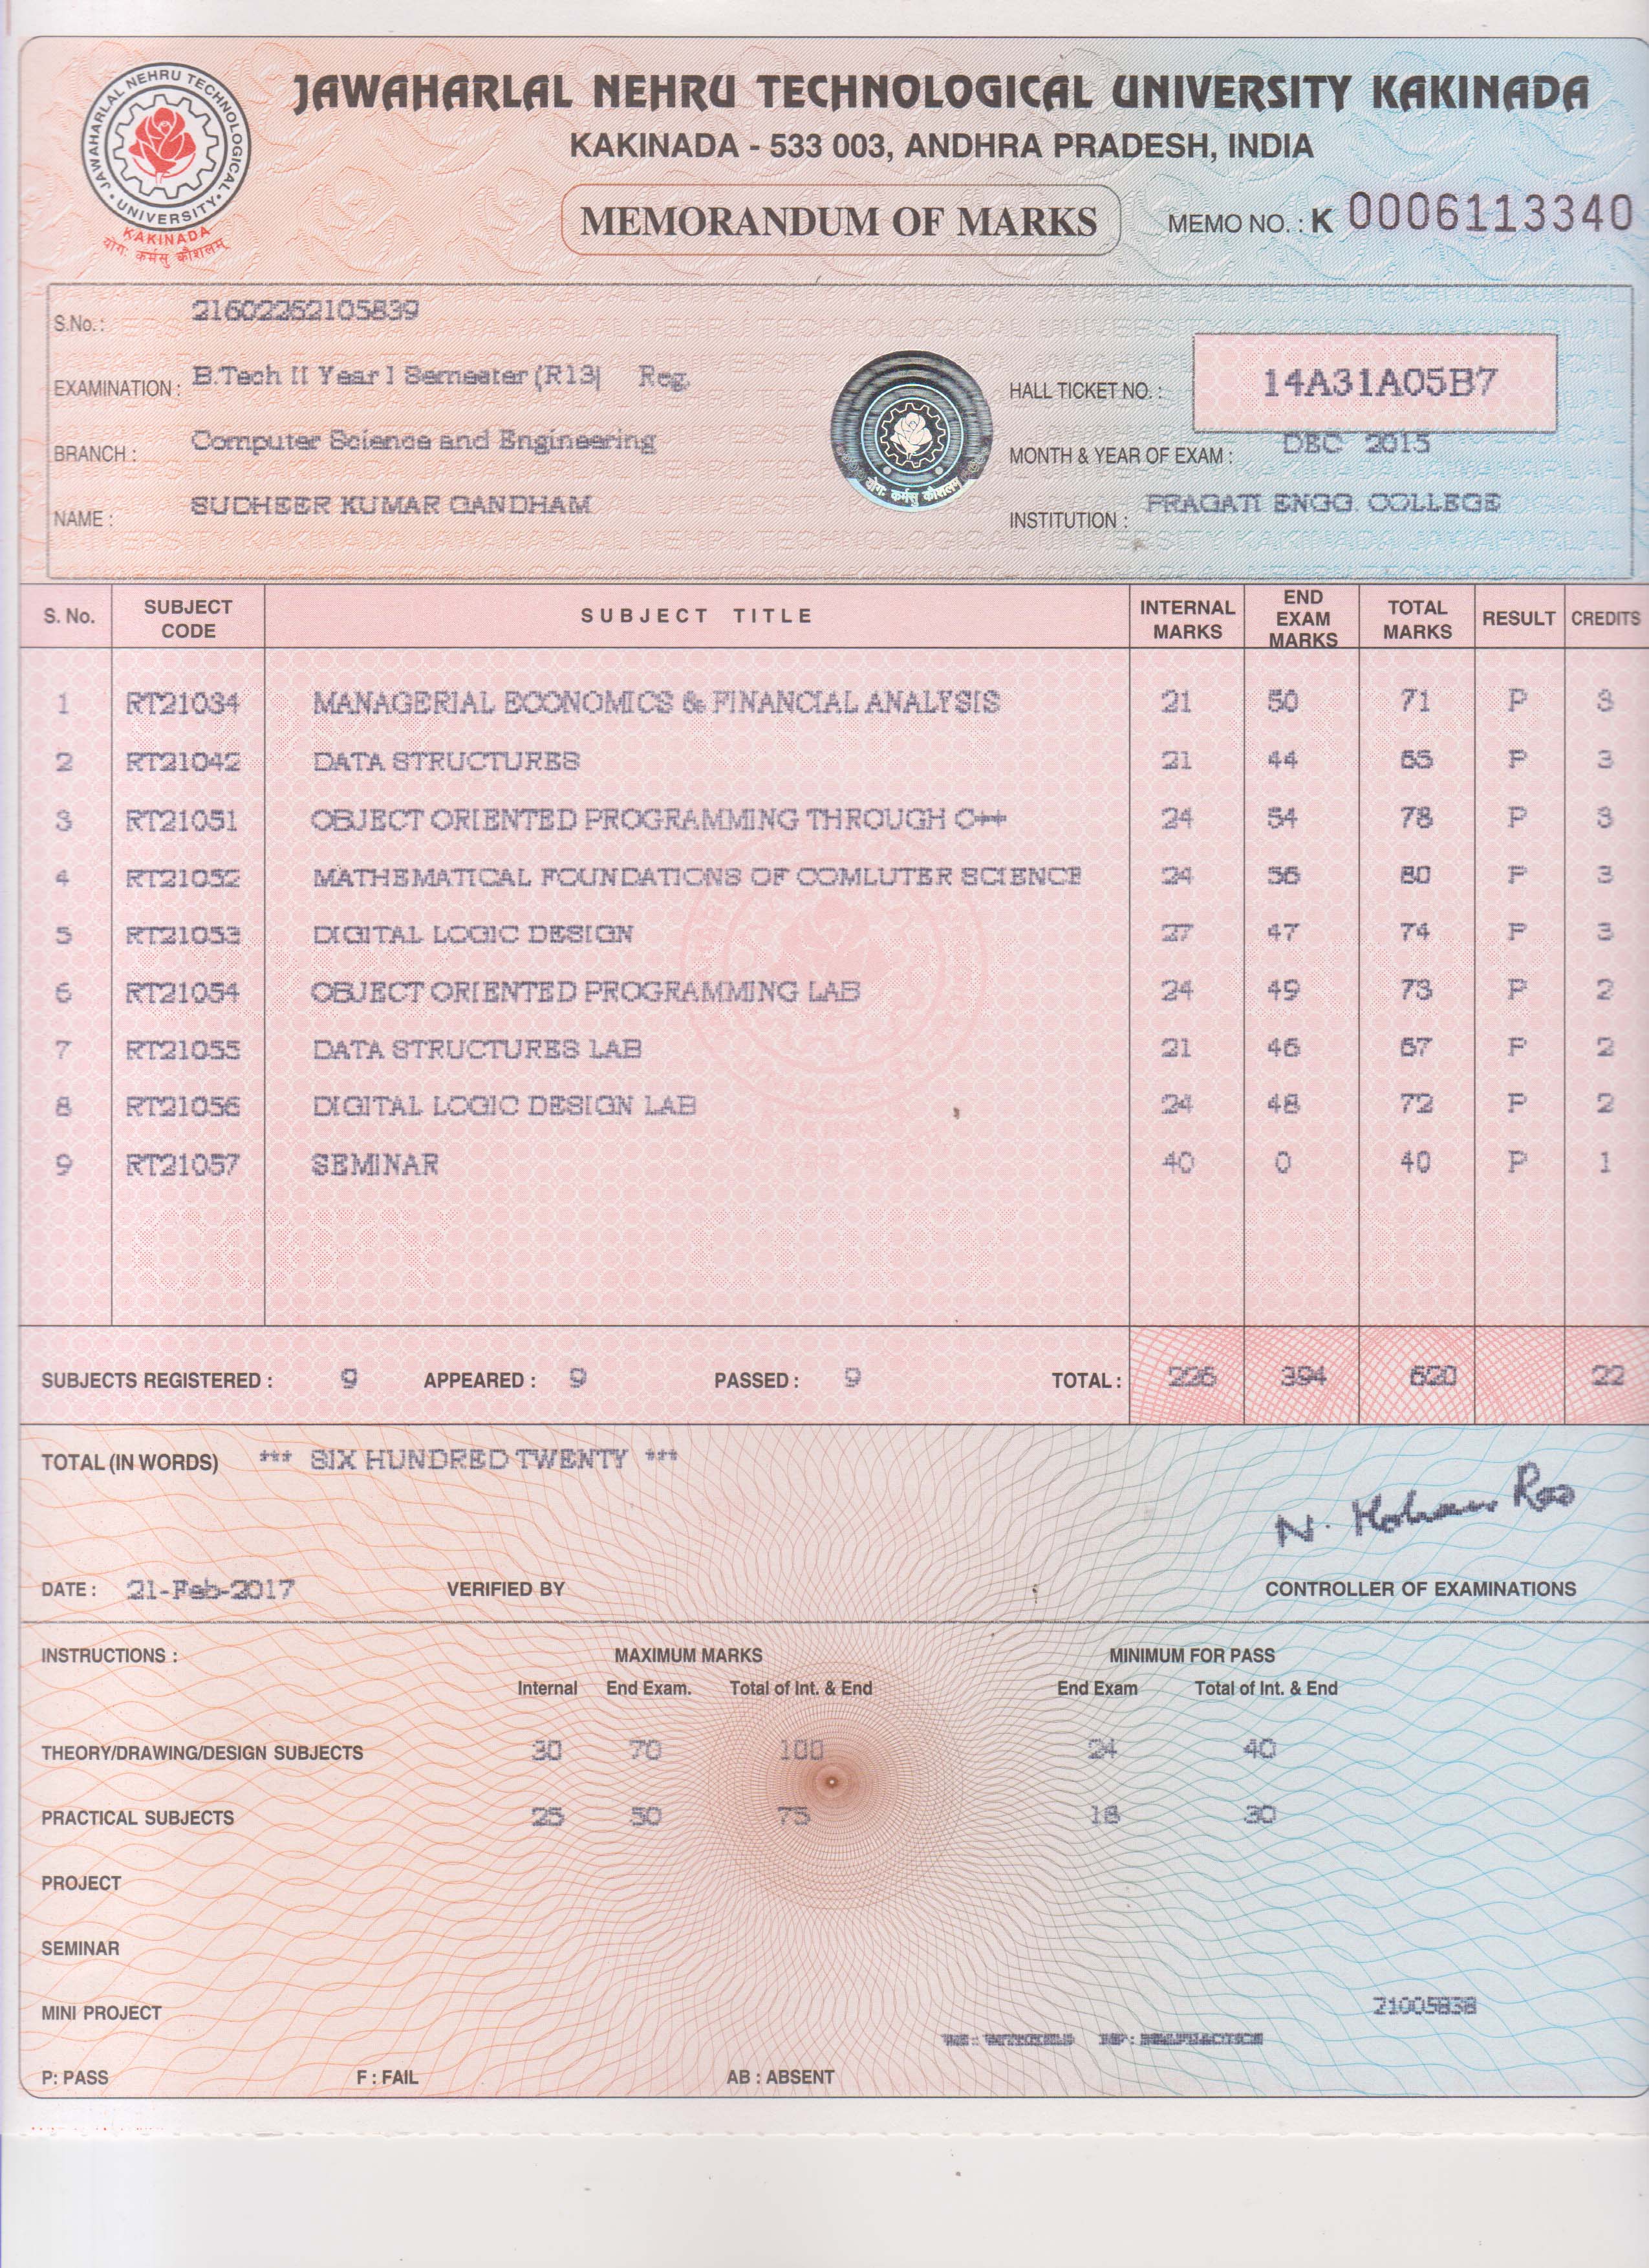 JAWAHARLAL NEHRU TECHNOLOGICAL UNIVERSITY KAKINADA
JAWAHARLAL NEHRU TECHNOLOGICAL UNIVERSITY
KAKINADA
योगः कर्मसु कौशलम्
KAKINADA - 533 003, ANDHRA PRADESH, INDIA
MEMORANDUM OF MARKS MEMO NO. : K 0006113340
S.No. : 21602252105839
EXAMINATION : B.Tech II Year I Semester (R13) Reg. HALL TICKET NO. : 14A31A05B7
BRANCH : Computer Science and Engineering MONTH & YEAR OF EXAM : DEC 2015
NAME : SUDHEER KUMAR GANDHAM INSTITUTION : PRAGATI ENGG. COLLEGE
योगः कर्मसु कौशलम्
S. No. SUBJECT CODE SUBJECT TITLE INTERNAL MARKS END EXAM MARKS TOTAL MARKS RESULT CREDITS
1 RT21034 MANAGERIAL ECONOMICS & FINANCIAL ANALYSIS 21 50 71 P 3
2 RT21042 DATA STRUCTURES 21 44 65 P 3
3 RT21051 OBJECT ORIENTED PROGRAMMING THROUGH C++ 24 54 78 P 3
4 RT21052 MATHEMATICAL FOUNDATIONS OF COMLUTER SCIENCE 24 56 80 P 3
5 RT21053 DIGITAL LOGIC DESIGN 27 47 74 P 3
6 RT21054 OBJECT ORIENTED PROGRAMMING LAB 24 49 73 P 2
7 RT21055 DATA STRUCTURES LAB 21 46 67 P 2
8 RT21056 DIGITAL LOGIC DESIGN LAB 24 48 72 P 2
9 RT21057 SEMINAR 40 0 40 P 1
SUBJECTS REGISTERED : 9 APPEARED : 9 PASSED : 9 TOTAL : 226 394 620 22
TOTAL (IN WORDS) *** SIX HUNDRED TWENTY ***
N. Mohan Rao
DATE : 21-Feb-2017 VERIFIED BY CONTROLLER OF EXAMINATIONS
INSTRUCTIONS : MAXIMUM MARKS MINIMUM FOR PASS
Internal End Exam. Total of Int. & End End Exam Total of Int. & End
THEORY/DRAWING/DESIGN SUBJECTS 30 70 100 24 40
PRACTICAL SUBJECTS 25 50 75 18 30
PROJECT
SEMINAR
MINI PROJECT 21005838
P: PASS F : FAIL AB : ABSENT